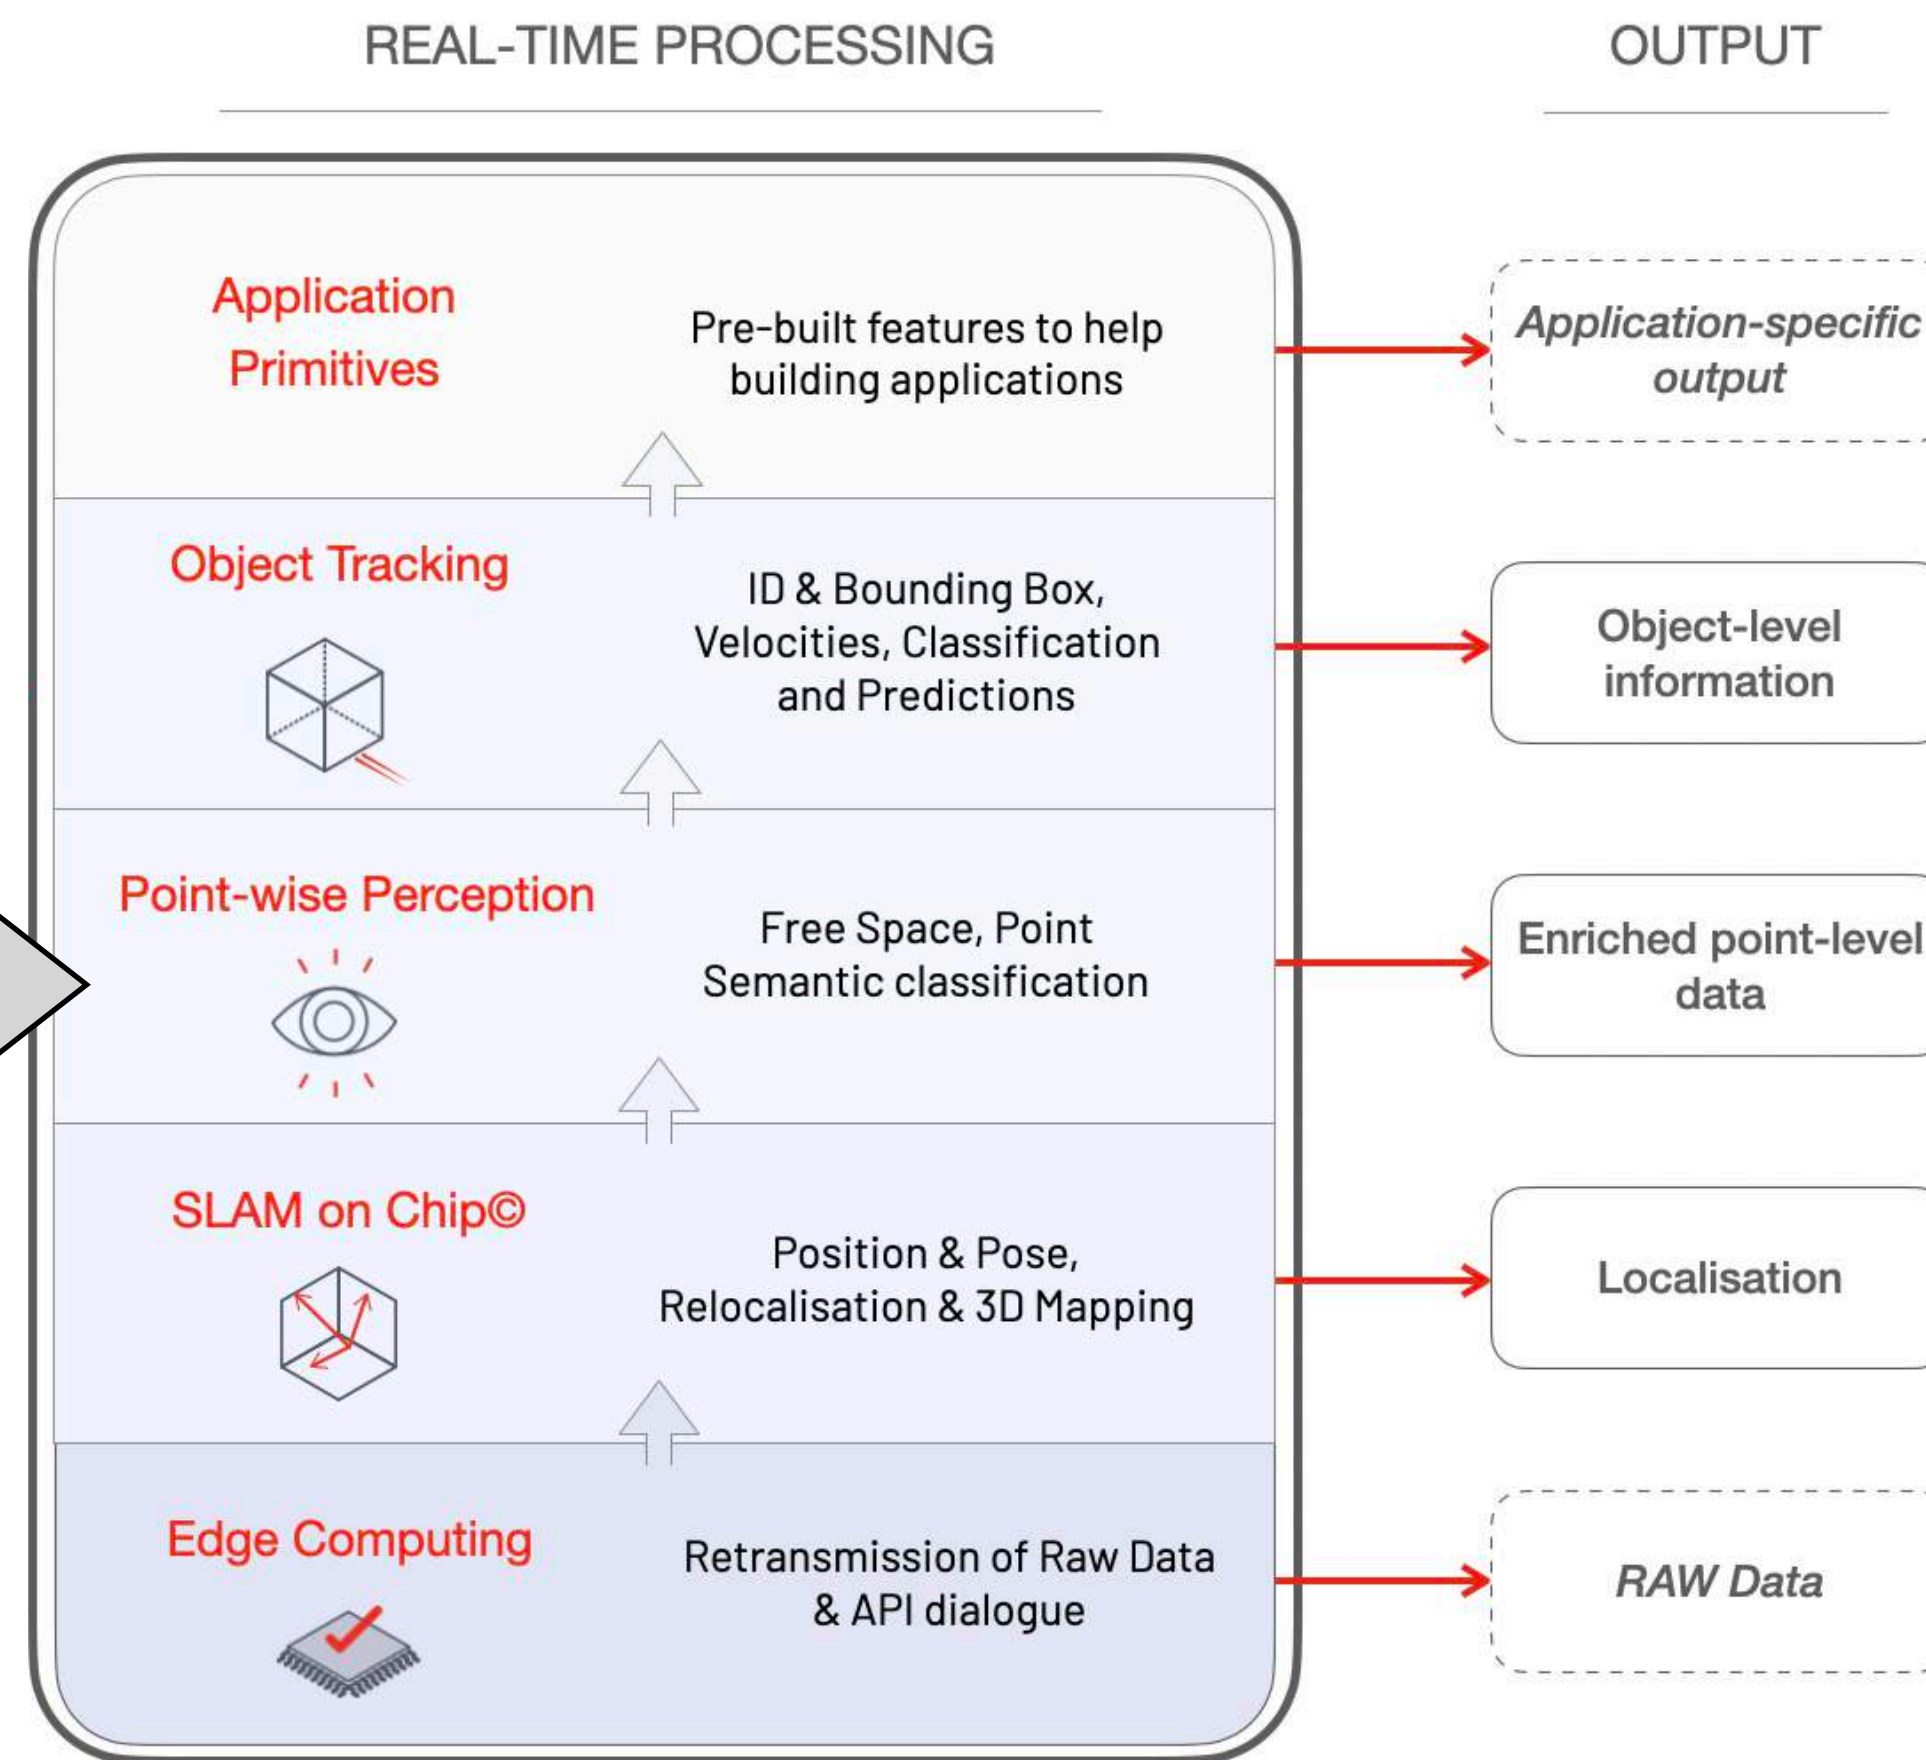 REAL-TIME PROCESSING
OUTPUT
Application
Primitives
Pre-built features to help
building applications
Application-specific
output
Object Tracking
ID & Bounding Box,
Velocities, Classification
and Predictions
Object-level
information
Point-wise Perception
Free Space, Point
Semantic classification
Enriched point-level
data
SLAM on Chip©
Position & Pose,
Relocalisation & 3D Mapping
Localisation
Edge Computing
Retransmission of Raw Data
& API dialogue
RAW Data